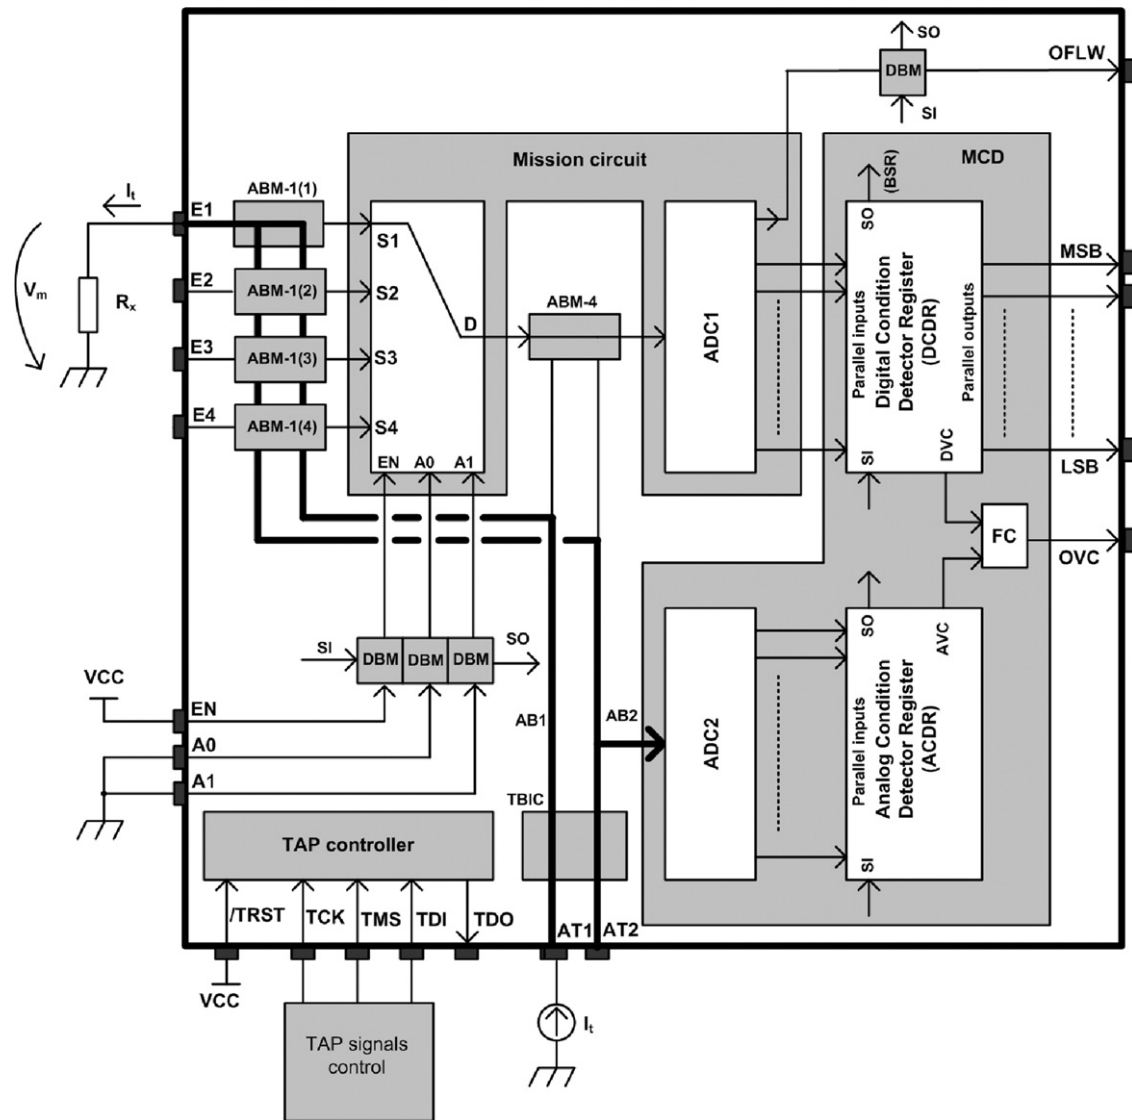 SO
OFLW
DBM
SI
Mission circuit
MCD
It
ABM-1(1)
E1
S1
Vm
Rx
E2
ABM-1(2)
S2
E3
ABM-1(3)
S3
E4
ABM-1(4)
S4
D
ABM-4
EN
A0
A1
ADC1
SO
(BSR)
Parallel inputs
Digital Condition
Detector Register
(DCDR)
Parallel outputs
SI
DVC
MSB
LSB
FC
OVC
SI
DBM
DBM
DBM
SO
VCC
EN
A0
A1
AB1
AB2
ADC2
SO
AVC
Parallel inputs
Analog Condition
Detector Register
(ACDR)
SI
TBIC
TAP controller
/TRST
TCK
TMS
TDI
TDO
AT1
AT2
VCC
It
TAP signals
control